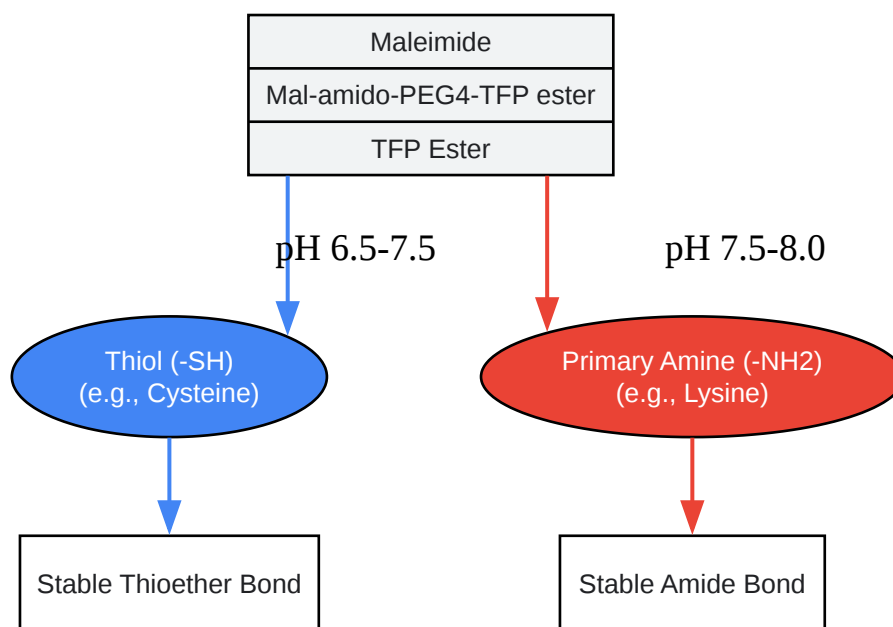 Maleimide
Mal-amido-PEG4-TFP ester
TFP Ester
pH 6.5-7.5
pH 7.5-8.0
Thiol (-SH)
(e.g., Cysteine)
Primary Amine (-NH2)
(e.g., Lysine)
Stable Thioether Bond
Stable Amide Bond